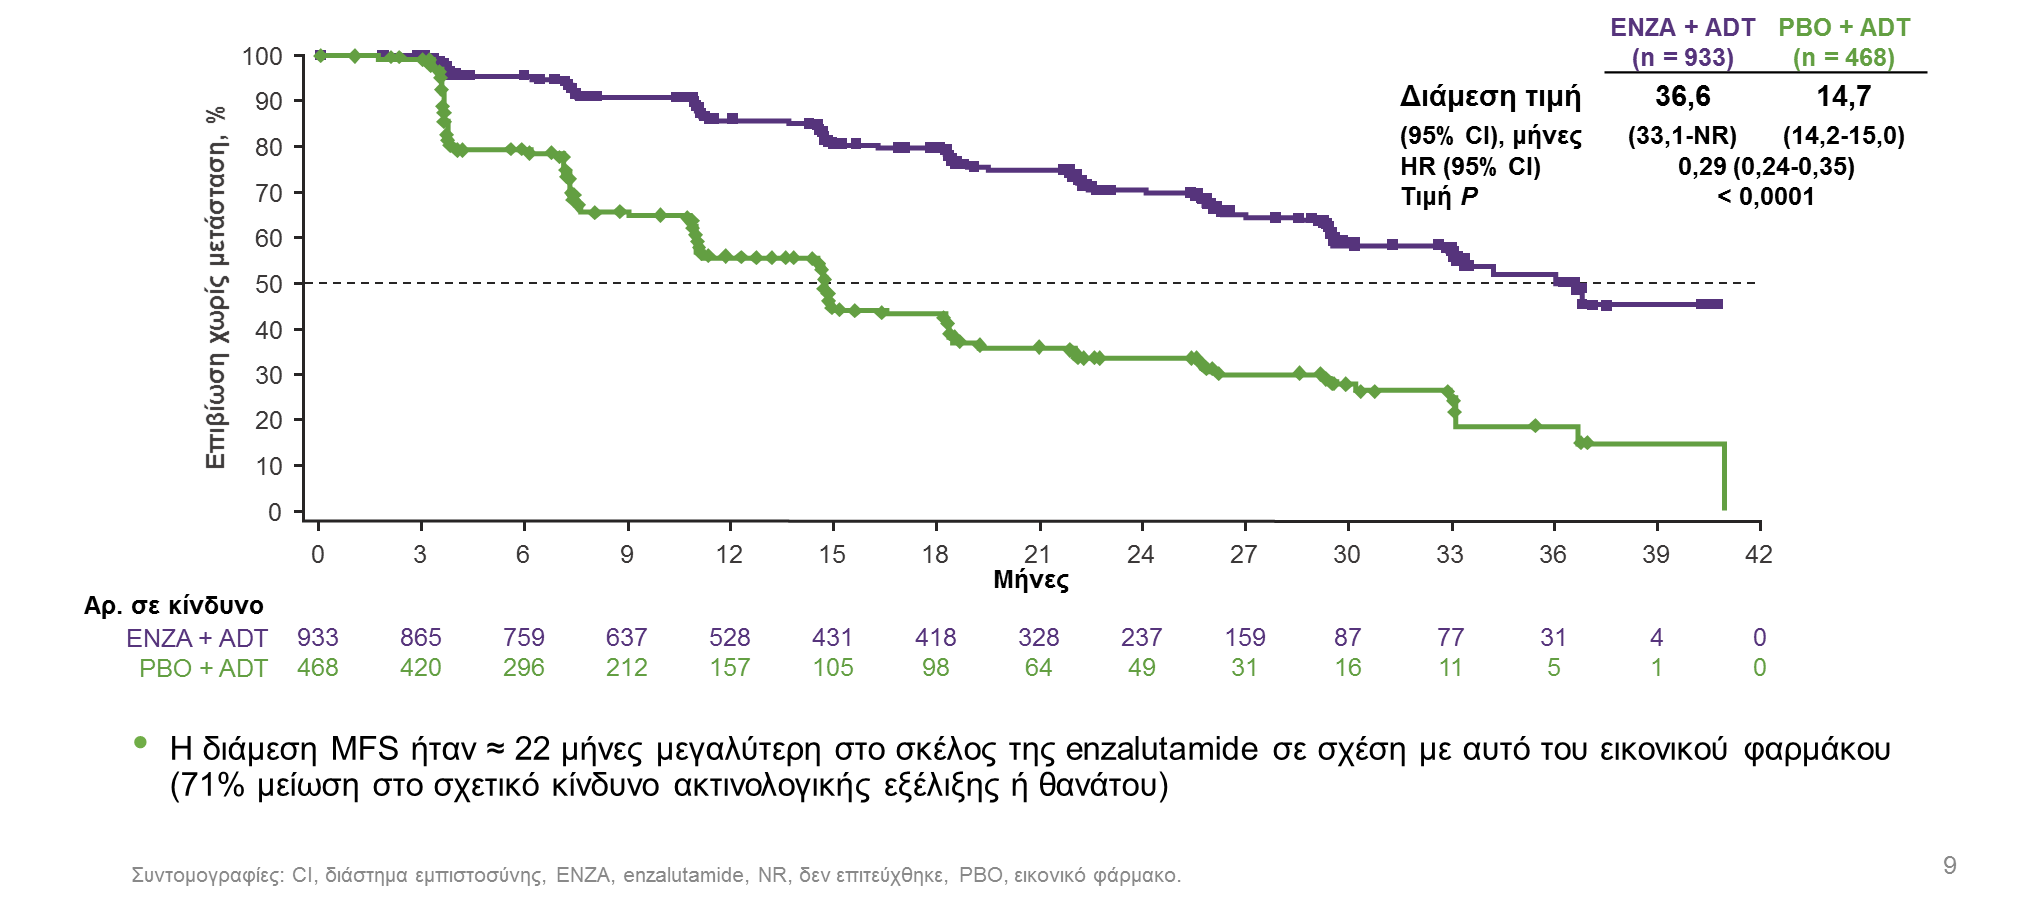 ENZA + ADT PBO + ADT
(n = 933) (n = 468)
Διάμεση τιμή 36,6 14,7
(95% CI), μήνες (33,1-NR) (14,2-15,0)
HR (95% CI) 0,29 (0,24-0,35)
Τιμή P < 0,0001
Επιβίωση χωρίς μετάσταση, %
100
90
80
70
60
50
40
30
20
10
0
0 3 6 9 12 15 18 21 24 27 30 33 36 39 42
Μήνες
Αρ. σε κίνδυνο
ENZA + ADT 933 865 759 637 528 431 418 328 237 159 87 77 31 4 0
PBO + ADT 468 420 296 212 157 105 98 64 49 31 16 11 5 1 0
• Η διάμεση MFS ήταν ≈ 22 μήνες μεγαλύτερη στο σκέλος της enzalutamide σε σχέση με αυτό του εικονικού φαρμάκου
(71% μείωση στο σχετικό κίνδυνο ακτινολογικής εξέλιξης ή θανάτου)
Συντομογραφίες: CI, διάστημα εμπιστοσύνης, ENZA, enzalutamide, NR, δεν επιτεύχθηκε, PBO, εικονικό φάρμακο.
9